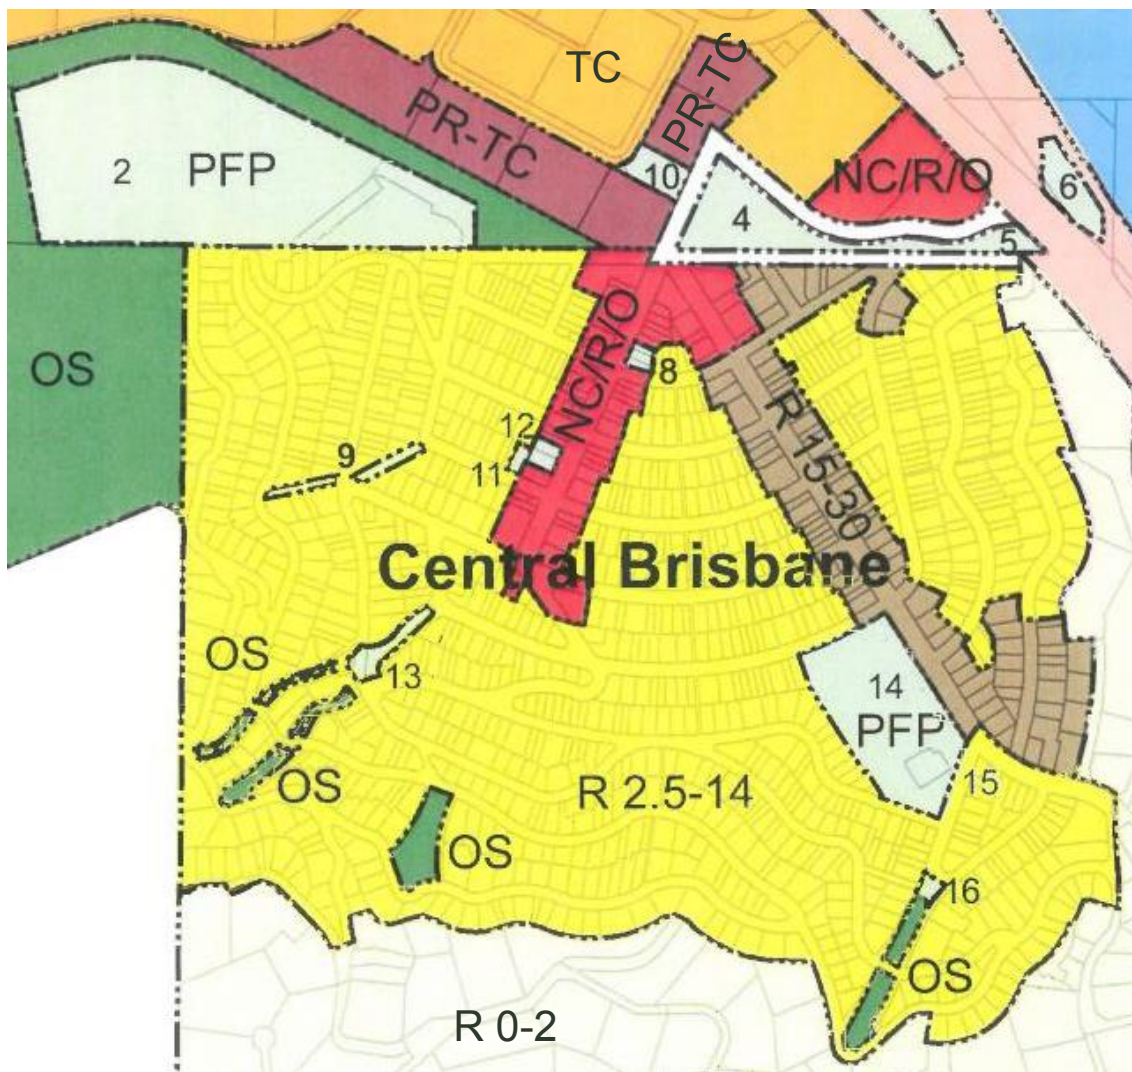 TC
PR-TC
PR-TC
2 PFP
10
NC/R/O
6
4
5
OS
NC/R/O
8
R 15-30
12
9
11
Central Brisbane
OS
13
14
PFP
OS
R 2.5-14
15
OS
16
OS
R 0-2